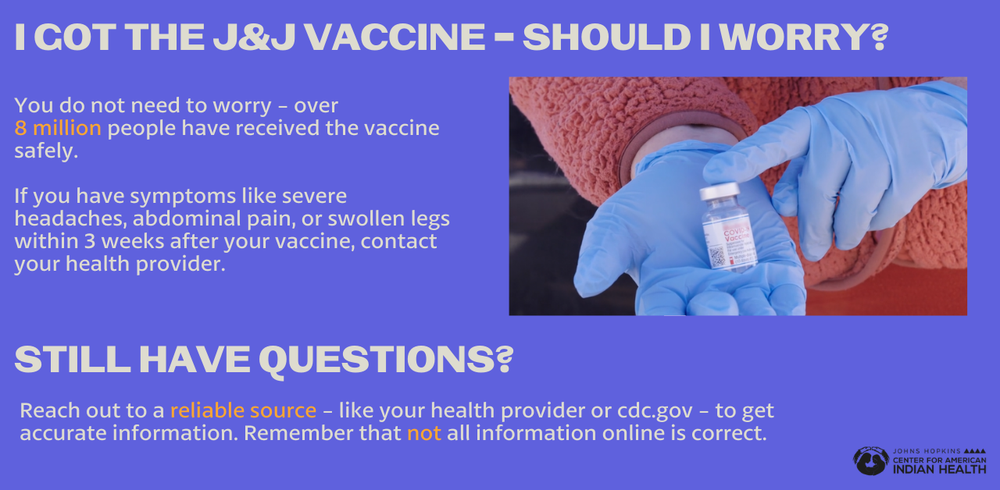 I GOT THE J&J VACCINE – SHOULD I WORRY?
You do not need to worry – over
8 million people have received the vaccine
safely.
If you have symptoms like severe
headaches, abdominal pain, or swollen legs
within 3 weeks after your vaccine, contact
your health provider.
COVID-19
Vaccine
STILL HAVE QUESTIONS?
Reach out to a reliable source – like your health provider or cdc.gov – to get
accurate information. Remember that not all information online is correct.
JOHNS HOPKINS
CENTER FOR AMERICAN
INDIAN HEALTH